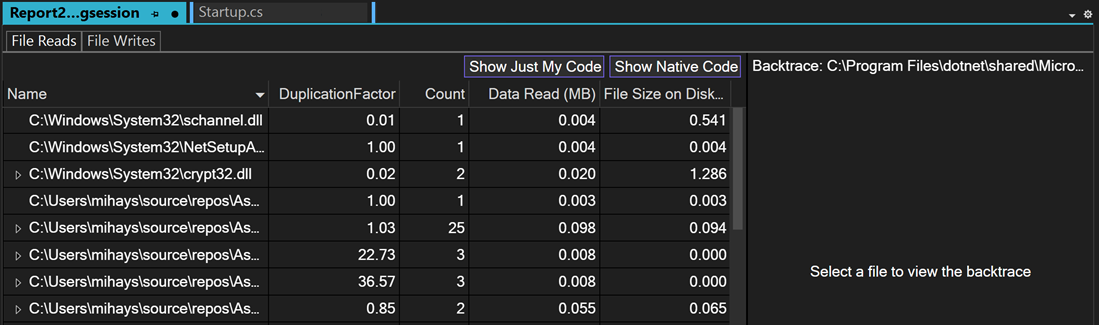 Report2...gsession Startup.cs
File Reads File Writes
Show Just My Code Show Native Code Backtrace: C:\Program Files\dotnet\shared\Micro...
Name DuplicationFactor Count Data Read (MB) File Size on Disk...
C:\Windows\System32\schannel.dll 0.01 1 0.004 0.541
C:\Windows\System32\NetSetupA... 1.00 1 0.004 0.004
C:\Windows\System32\crypt32.dll 0.02 2 0.020 1.286
C:\Users\mihays\source\repos\As... 1.00 1 0.003 0.003
C:\Users\mihays\source\repos\As... 1.03 25 0.098 0.094
C:\Users\mihays\source\repos\As... 22.73 3 0.008 0.000
C:\Users\mihays\source\repos\As... 36.57 3 0.008 0.000
Select a file to view the backtrace
C:\Users\mihays\source\repos\As... 0.85 2 0.055 0.065